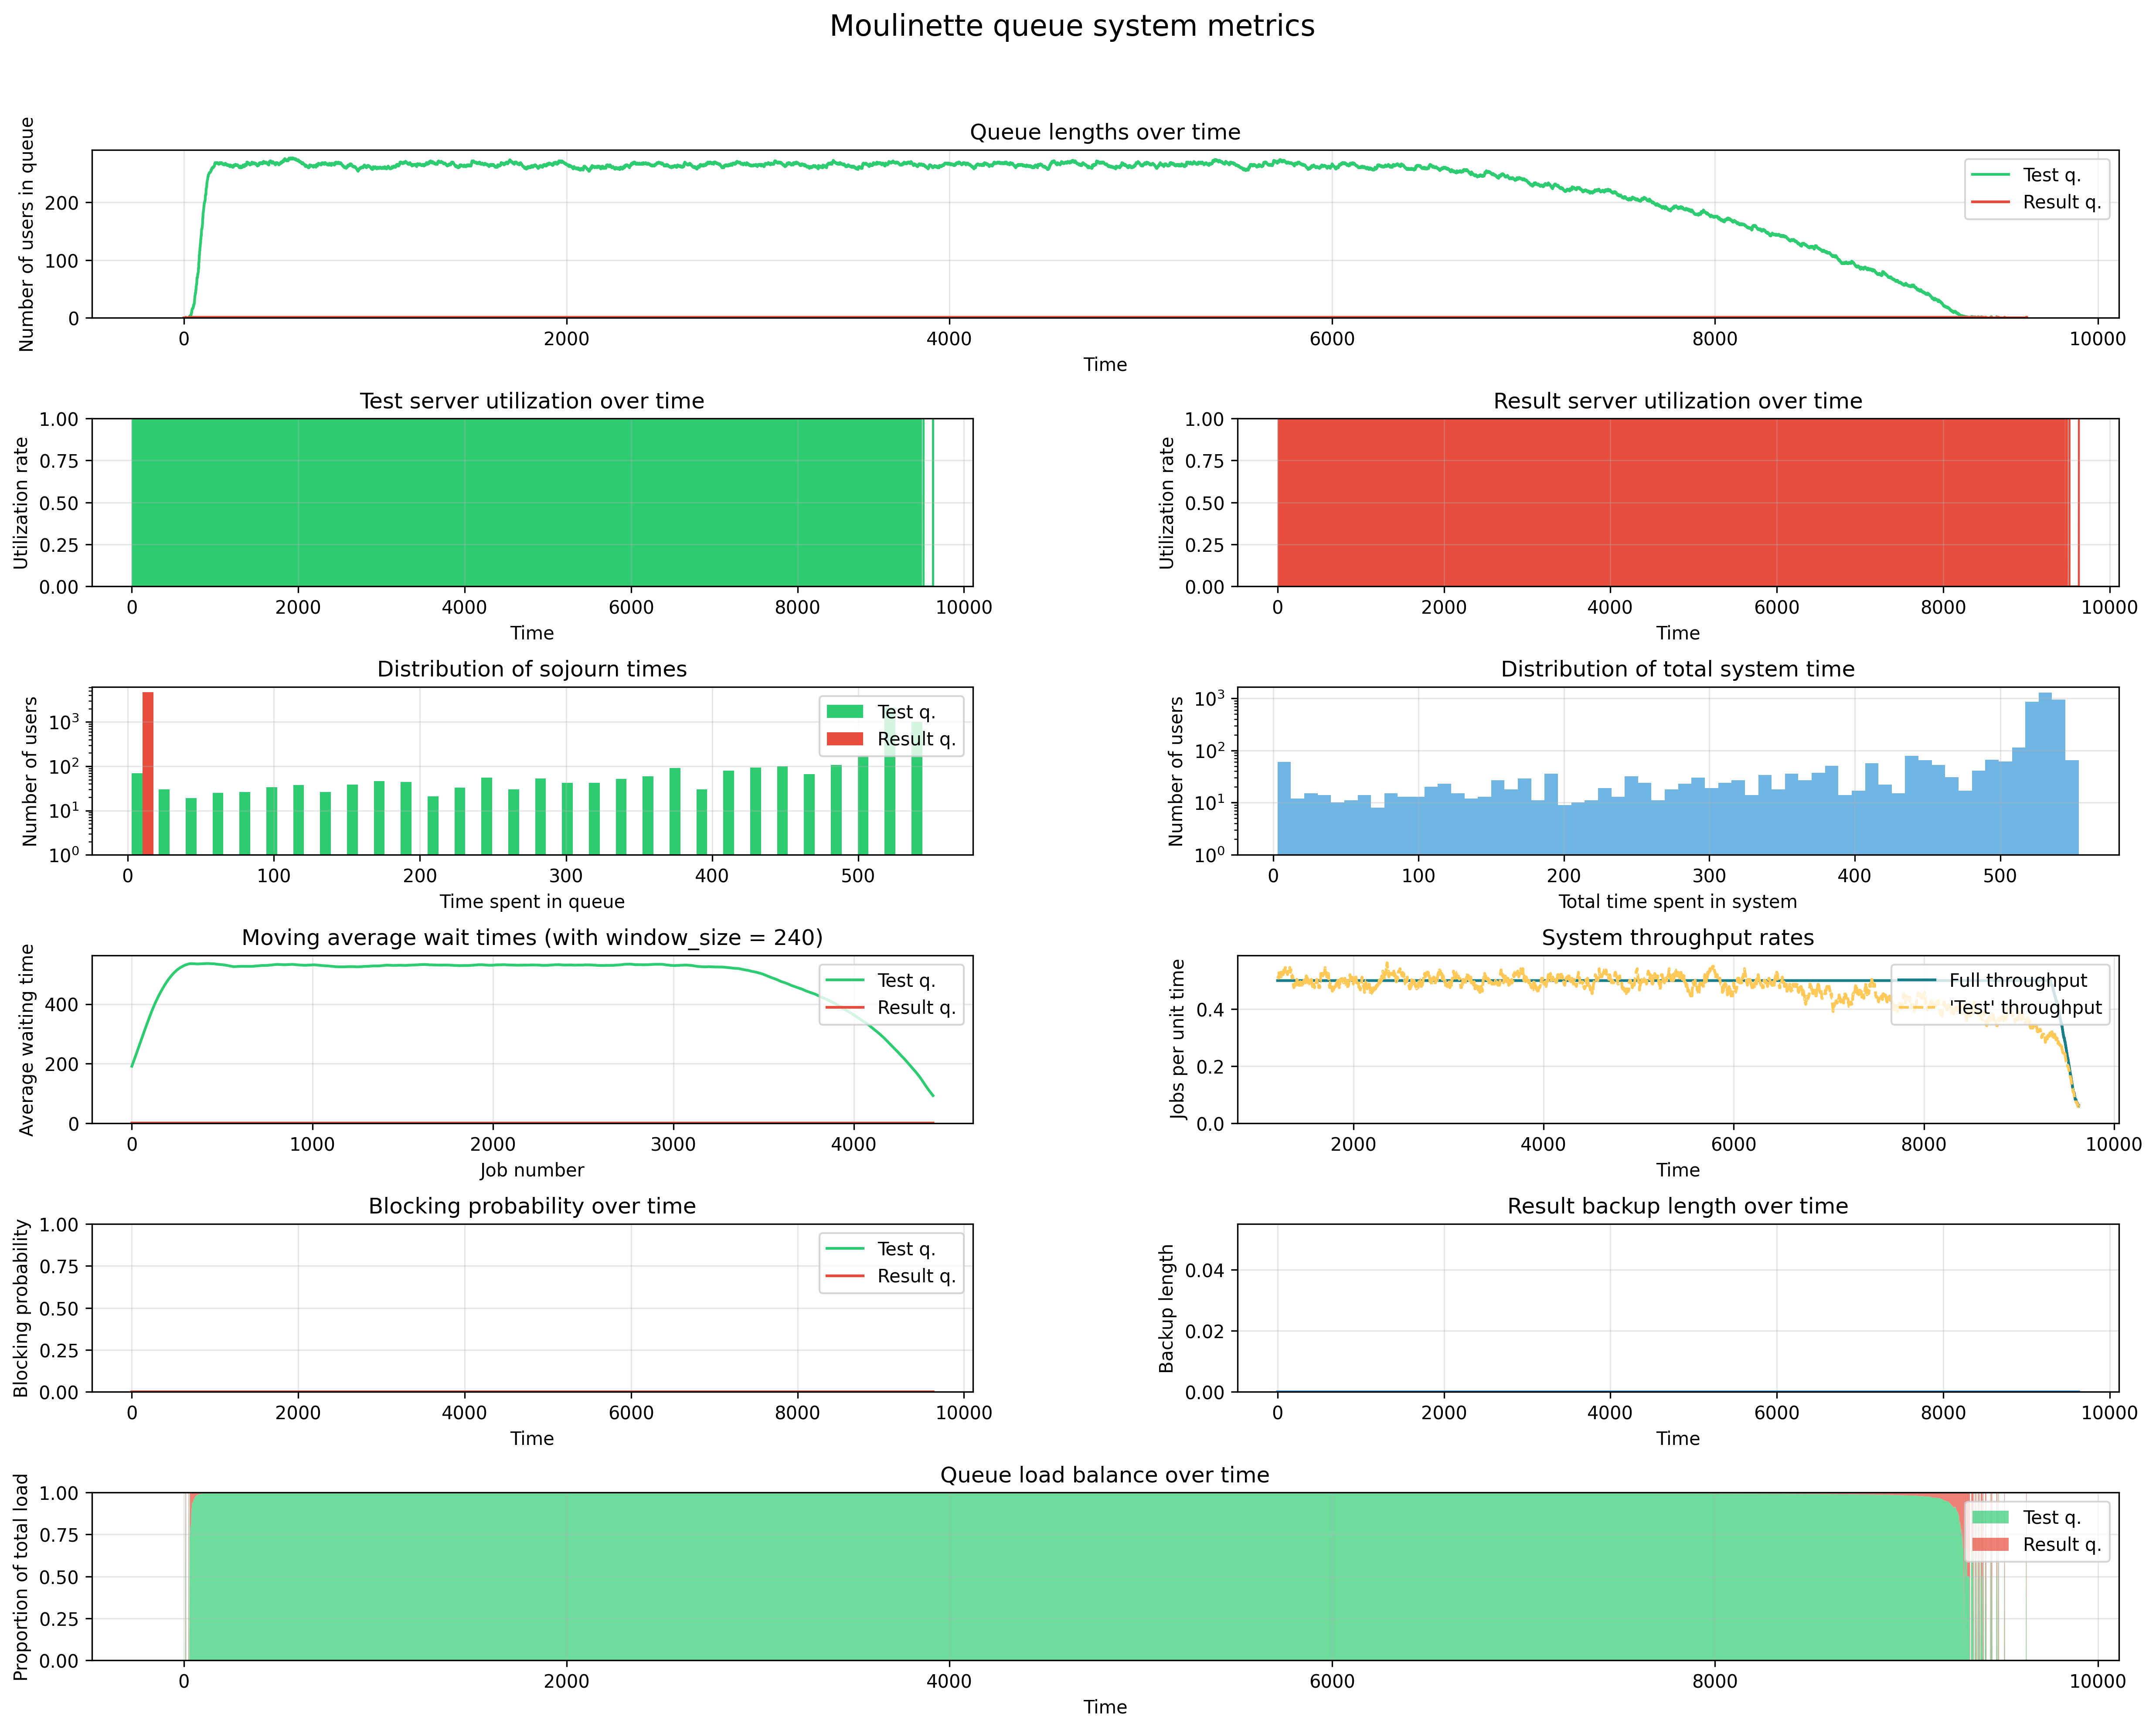 Moulinette queue system metrics
Queue lengths over time
Number of users in queue
200
100
0
Test q.
Result q.
0 2000 4000 6000 8000 10000
Time
Test server utilization over time
Utilization rate
1.00
0.75
0.50
0.25
0.00
0 2000 4000 6000 8000 10000
Time
Result server utilization over time
Utilization rate
1.00
0.75
0.50
0.25
0.00
0 2000 4000 6000 8000 10000
Time
Distribution of sojourn times
Number of users
10³
10²
10¹
10⁰
Test q.
Result q.
0 100 200 300 400 500
Time spent in queue
Distribution of total system time
Number of users
10³
10²
10¹
10⁰
0 100 200 300 400 500
Total time spent in system
Moving average wait times (with window_size = 240)
Average waiting time
400
200
0
Test q.
Result q.
0 1000 2000 3000 4000
Job number
System throughput rates
Jobs per unit time
0.4
0.2
0.0
Full throughput
'Test' throughput
2000 4000 6000 8000 10000
Time
Blocking probability over time
Blocking probability
1.00
0.75
0.50
0.25
0.00
Test q.
Result q.
0 2000 4000 6000 8000 10000
Time
Result backup length over time
Backup length
0.04
0.02
0.00
0 2000 4000 6000 8000 10000
Time
Queue load balance over time
Proportion of total load
1.00
0.75
0.50
0.25
0.00
Test q.
Result q.
0 2000 4000 6000 8000 10000
Time